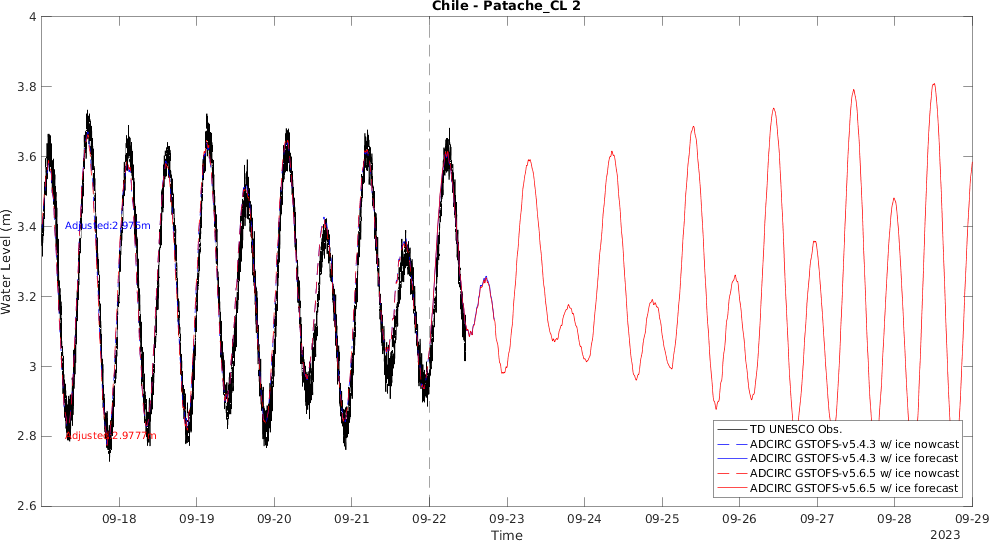 Chile - Patache_CL 2
4
3.8
3.6
3.4
3.2
3
2.8
2.6
Water Level (m)
Adjusted:2.976m
Adjusted:2.9777m
TD UNESCO Obs.
ADCIRC GSTOFS-v5.4.3 w/ ice nowcast
ADCIRC GSTOFS-v5.4.3 w/ ice forecast
ADCIRC GSTOFS-v5.6.5 w/ ice nowcast
ADCIRC GSTOFS-v5.6.5 w/ ice forecast
09-18 09-19 09-20 09-21 09-22 09-23 09-24 09-25 09-26 09-27 09-28 09-29
Time
2023